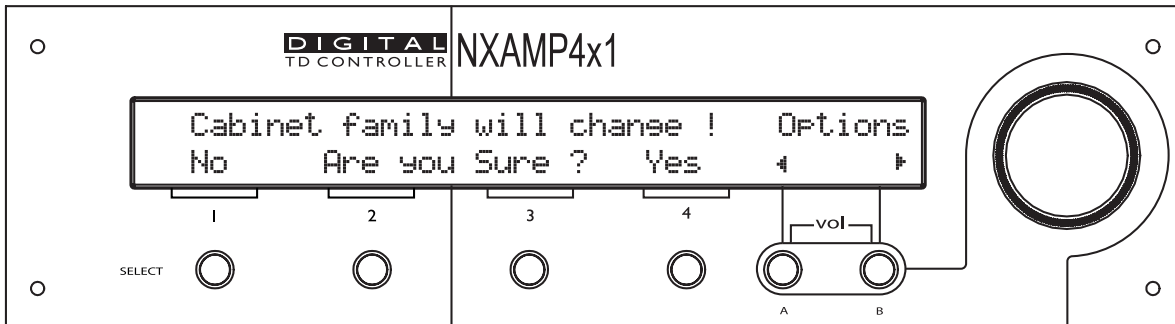 DIGITAL NXAMP4x1
TD CONTROLLER
Cabinet family will change ! Options
No Are you Sure ? Yes
1 2 3 4 vol
SELECT
A B